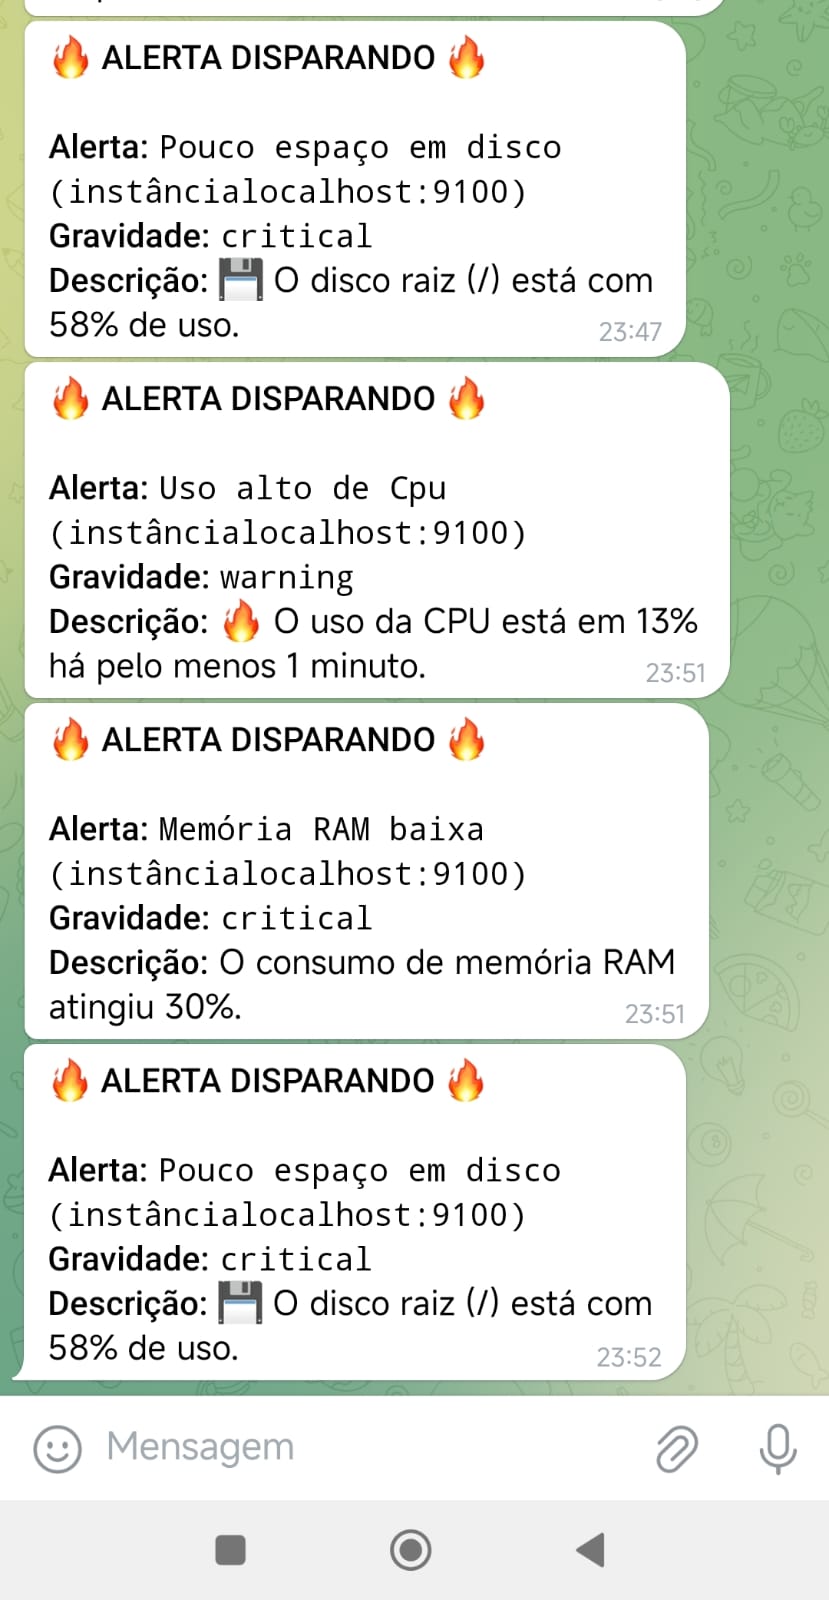 ALERTA DISPARANDO
Alerta: Pouco espaço em disco
(instâncialocalhost:9100)
Gravidade: critical
Descrição: 💾 O disco raiz (/) está com
58% de uso.
23:47
🔥 ALERTA DISPARANDO 🔥
Alerta: Uso alto de Cpu
(instâncialocalhost:9100)
Gravidade: warning
Descrição: 🔥 O uso da CPU está em 13%
há pelo menos 1 minuto.
23:51
🔥 ALERTA DISPARANDO 🔥
Alerta: Memória RAM baixa
(instâncialocalhost:9100)
Gravidade: critical
Descrição: O consumo de memória RAM
atingiu 30%.
23:51
🔥 ALERTA DISPARANDO 🔥
Alerta: Pouco espaço em disco
(instâncialocalhost:9100)
Gravidade: critical
Descrição: 💾 O disco raiz (/) está com
58% de uso.
23:52
Mensagem